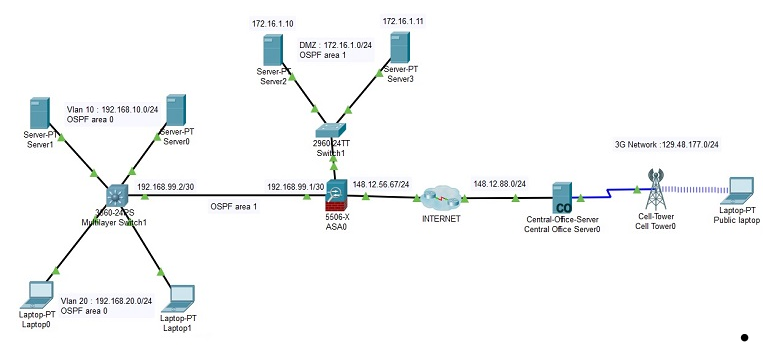 172.16.1.10
172.16.1.11
DMZ : 172.16.1.0/24
OSPF area 1
Server-PT
Server2
Server-PT
Server3
Vlan 10 : 192.168.10.0/24
OSPF area 0
Server-PT
Server1
Server-PT
Server0
2960-24TT
Switch1
3G Network :129.48.177.0/24
192.168.99.2/30
192.168.99.1/30
148.12.56.67/24
148.12.88.0/24
3560-24PS
Multilayer Switch1
OSPF area 1
5506-X
ASA0
INTERNET
CO
Central-Office-Server
Central Office Server0
Cell-Tower
Cell Tower0
Laptop-PT
Public laptop
Vlan 20 : 192.168.20.0/24
OSPF area 0
Laptop-PT
Laptop0
Laptop-PT
Laptop1